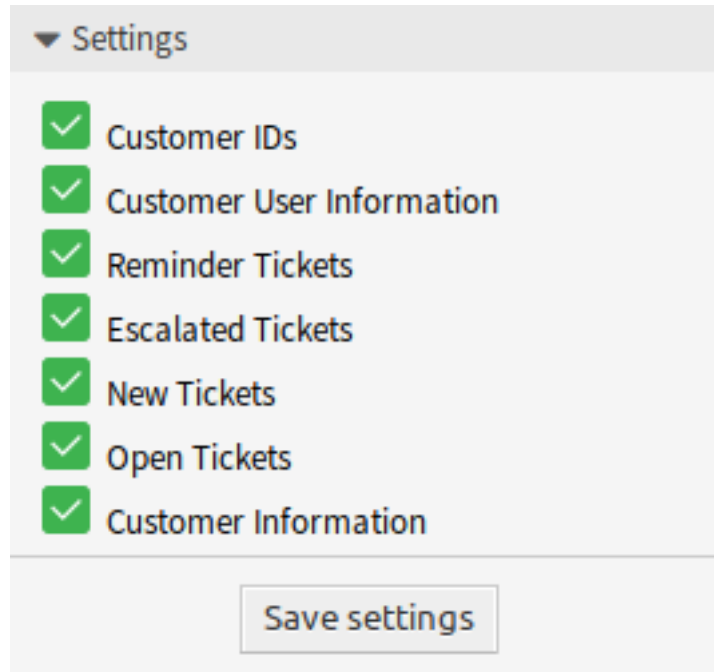 Settings
Customer IDs
Customer User Information
Reminder Tickets
Escalated Tickets
New Tickets
Open Tickets
Customer Information
Save settings